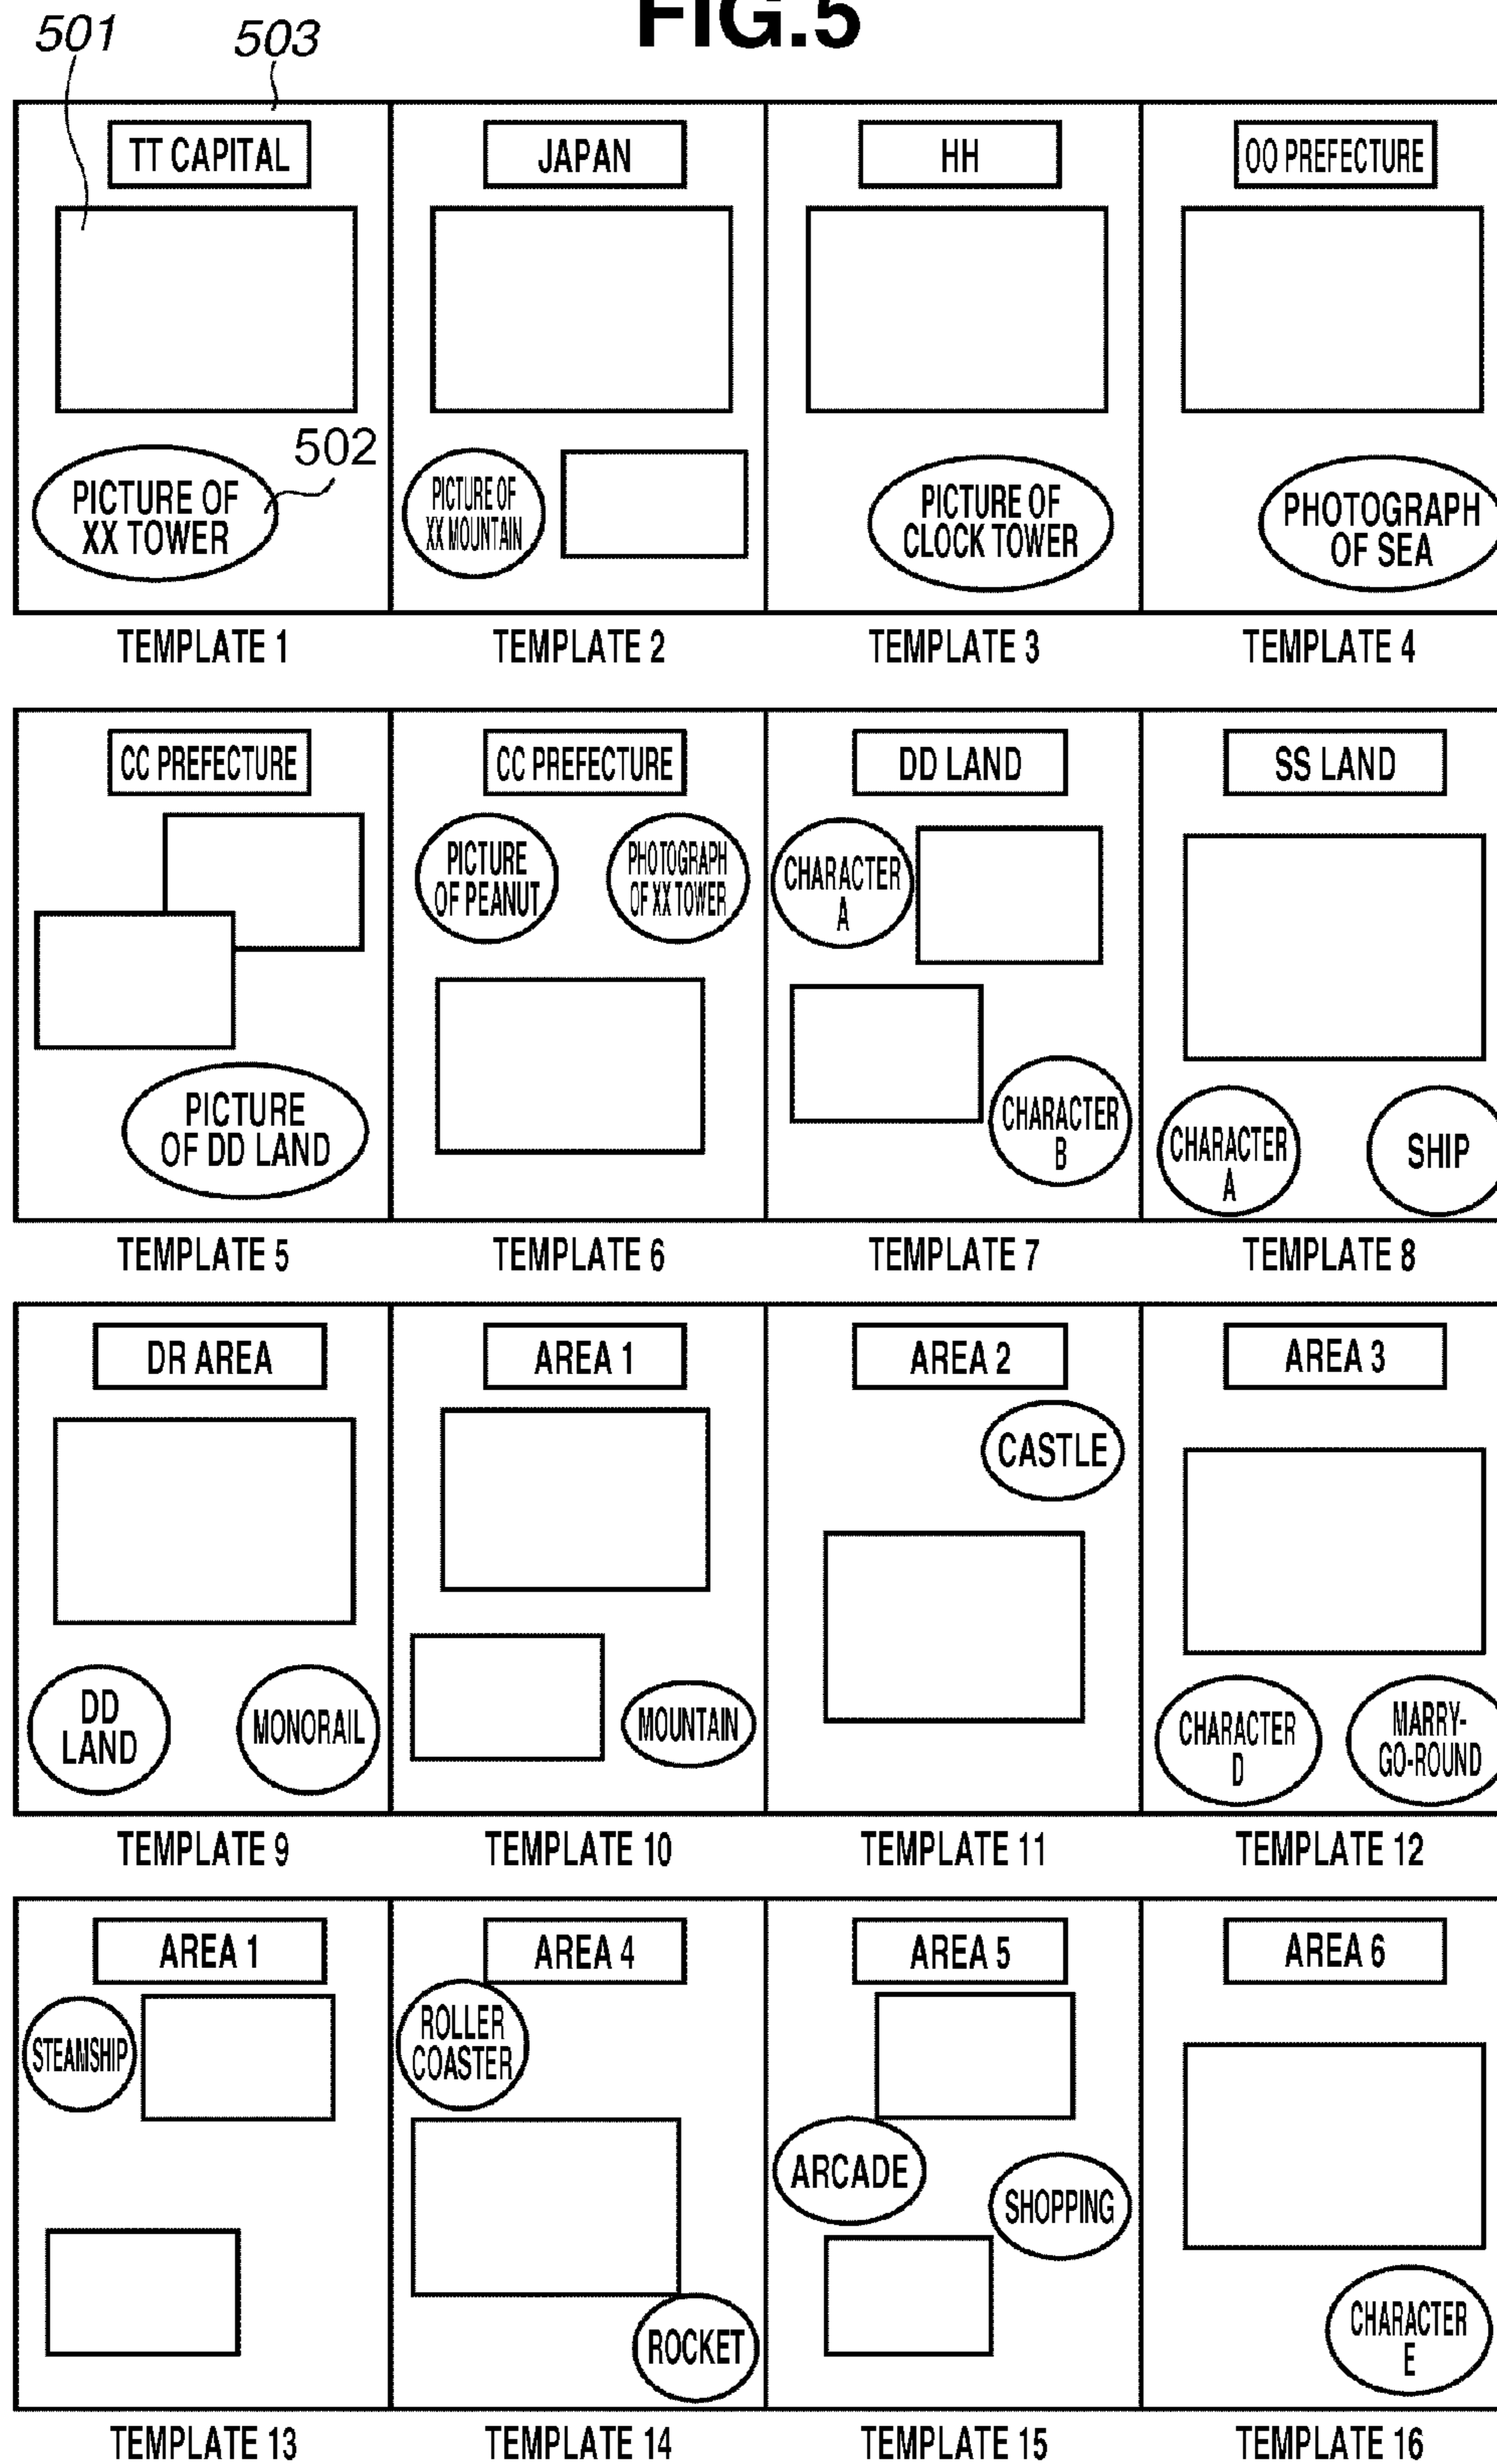 FIG.5
501
503
TT CAPITAL
JAPAN
HH
OO PREFECTURE
502
PICTURE OF
XX TOWER
PICTURE OF
XX MOUNTAIN
PICTURE OF
CLOCK TOWER
PHOTOGRAPH
OF SEA
TEMPLATE 1
TEMPLATE 2
TEMPLATE 3
TEMPLATE 4
CC PREFECTURE
CC PREFECTURE
DD LAND
SS LAND
PICTURE
OF DD LAND
PICTURE
OF PEANUT
PHOTOGRAPH
OF XX TOWER
CHARACTER
A
CHARACTER
B
CHARACTER
A
SHIP
TEMPLATE 5
TEMPLATE 6
TEMPLATE 7
TEMPLATE 8
DR AREA
AREA 1
AREA 2
AREA 3
DD
LAND
MONORAIL
MOUNTAIN
CASTLE
CHARACTER
D
MARRY-
GO-ROUND
TEMPLATE 9
TEMPLATE 10
TEMPLATE 11
TEMPLATE 12
AREA 1
AREA 4
AREA 5
AREA 6
STEAMSHIP
ROLLER
COASTER
ROCKET
ARCADE
SHOPPING
CHARACTER
E
TEMPLATE 13
TEMPLATE 14
TEMPLATE 15
TEMPLATE 16